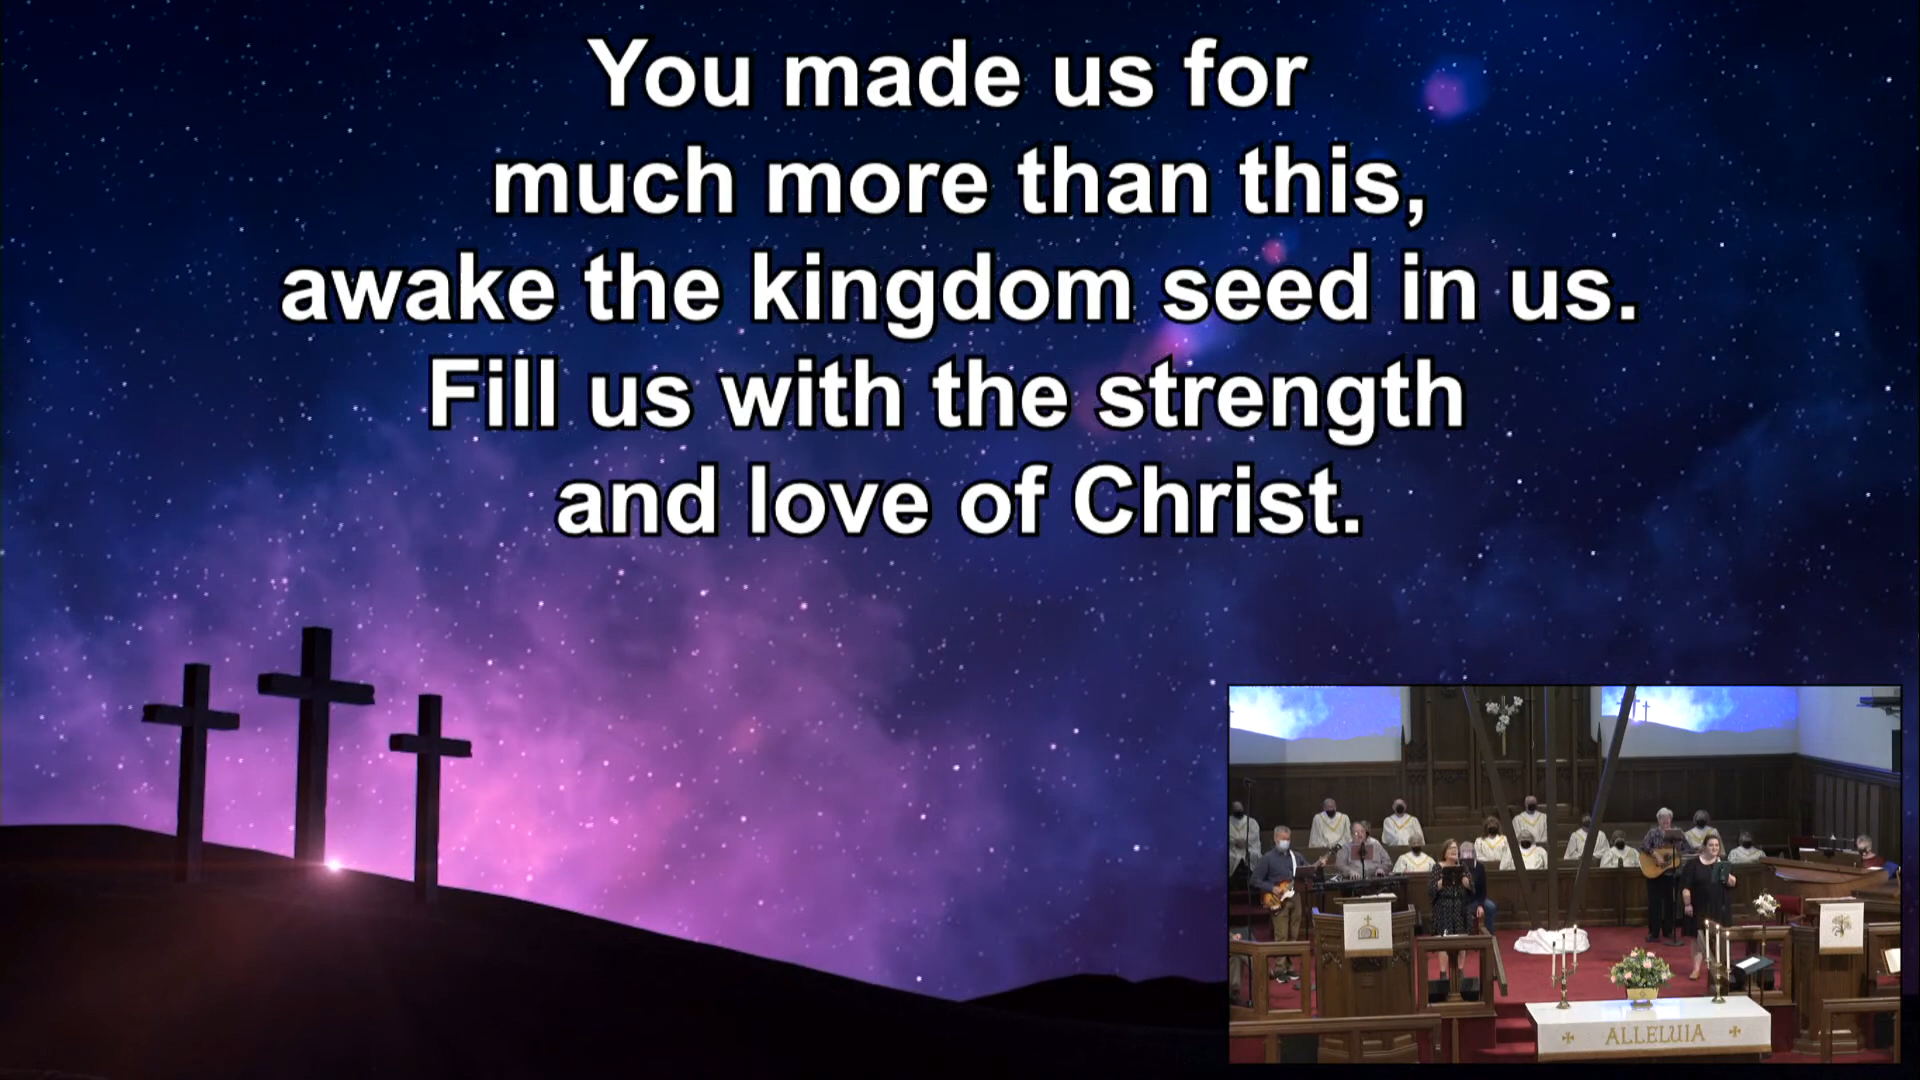 You made us for
much more than this,
awake the kingdom seed in us.
Fill us with the strength
and love of Christ.
ALLELUIA